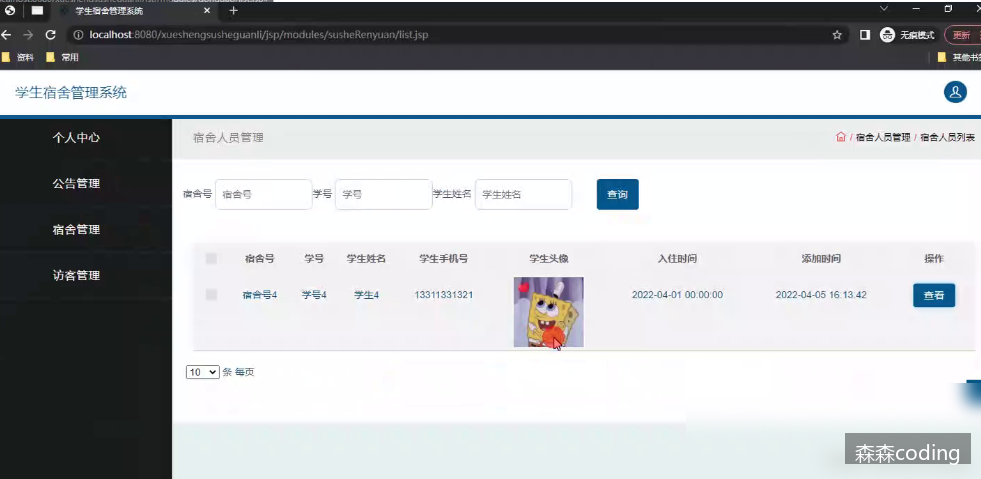 学生宿舍管理系统
localhost:8080/xueshengsusheguanli/jsp/modules/susheRenyuan/list.jsp
无痕模式
更新
资料
常用
学生宿舍管理系统
个人中心
公告管理
宿舍管理
访客管理
宿舍人员管理
/ 宿舍人员管理 / 宿舍人员列表
宿舍号 宿舍号 学号 学号 学生姓名 学生姓名 查询
宿舍号 学号 学生姓名 学生手机号 学生头像 入住时间 添加时间 操作
宿舍号4 学号4 学生4 13311331321 2022-04-01 00:00:00 2022-04-05 16:13:42 查看
10 条 每页
森森coding